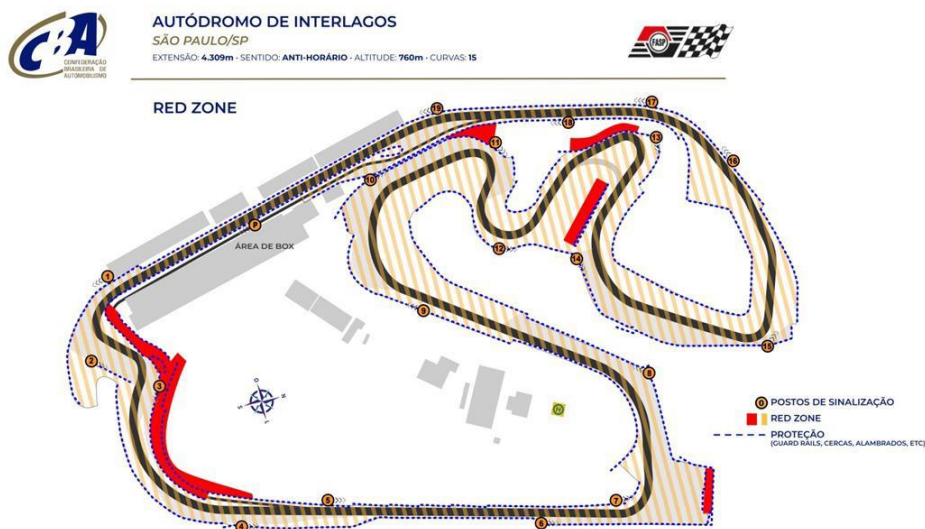 CBA
CONFEDERAÇÃO
BRASILEIRA DE
AUTOMOBILISMO
AUTÓDROMO DE INTERLAGOS
SÃO PAULO/SP
EXTENSÃO: 4.309m - SENTIDO: ANTI-HORÁRIO - ALTITUDE: 760m - CURVAS: 15
FASP
RED ZONE
19
17
18
11
13
16
10
P
ÁREA DE BOX
12
14
1
9
15
2
8
3
O
S
N
L
H
0 POSTOS DE SINALIZAÇÃO
RED ZONE
PROTEÇÃO
(GUARD RAILS, CERCAS, ALAMBRADOS, ETC)
5
7
4
6